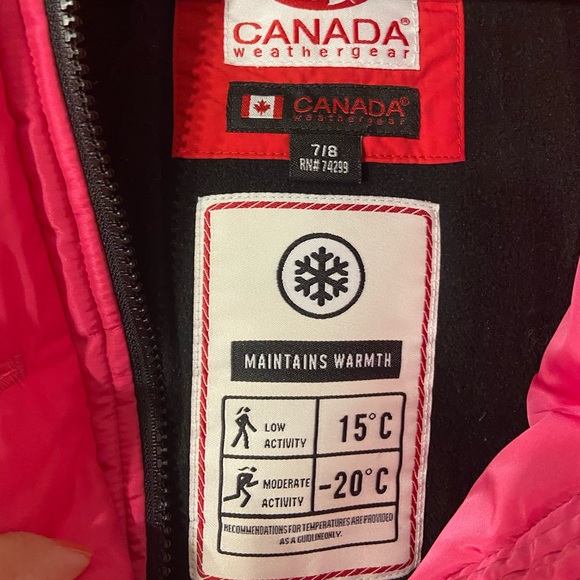 CANADA®
weathergear
CANADA®
weathergear
7/8
RN# 74299
MAINTAINS WARMTH
LOW
ACTIVITY
15°C
MODERATE
ACTIVITY
-20°C
RECOMMENDATIONS FOR TEMPERATURES ARE PROVIDED
AS A GUIDLINE ONLY.